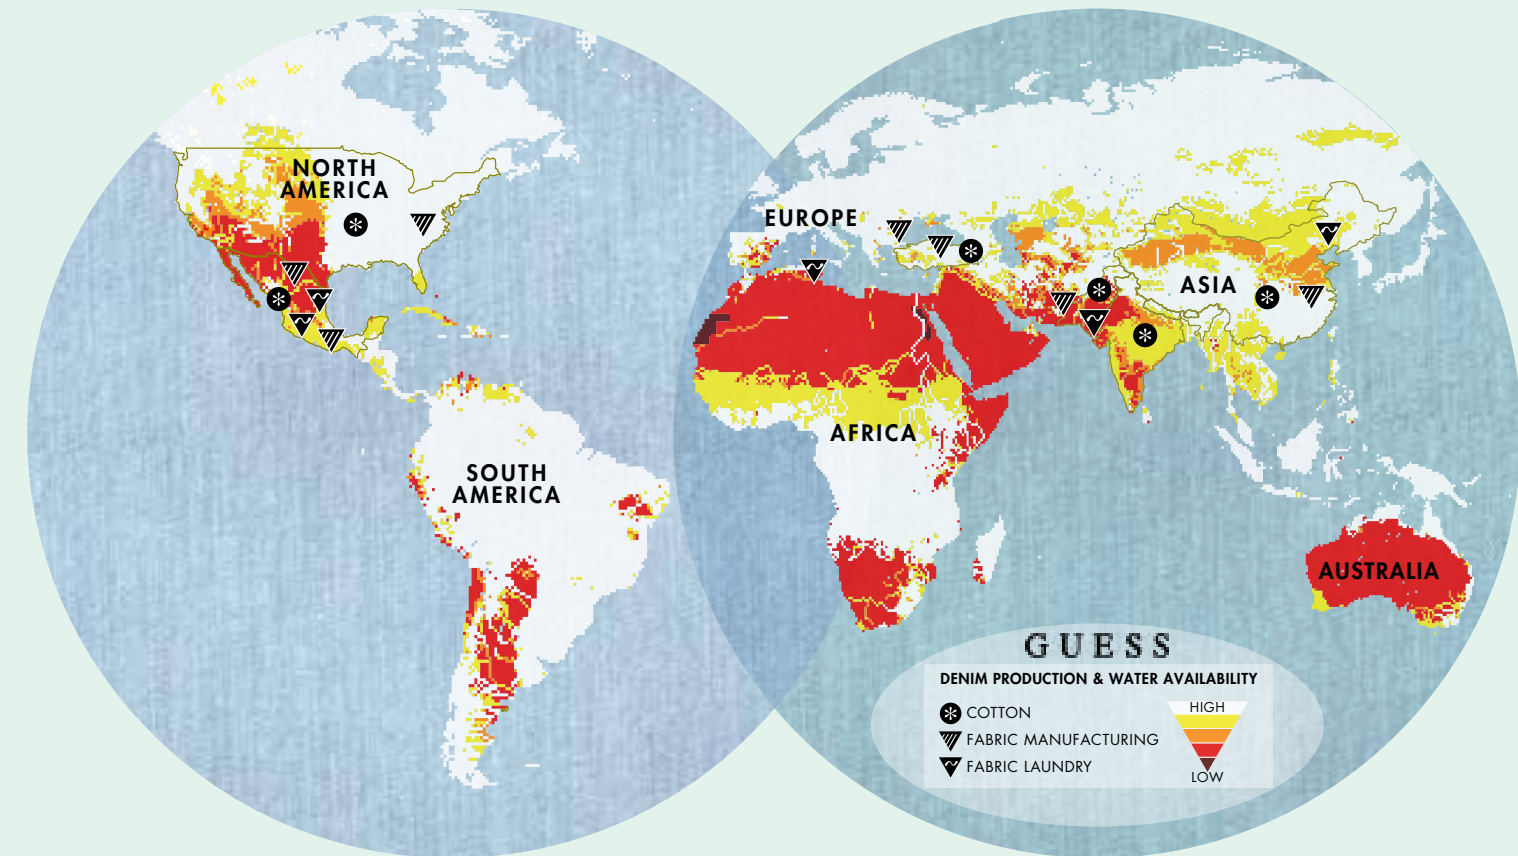 NORTH
AMERICA
EUROPE
ASIA
AFRICA
SOUTH
AMERICA
AUSTRALIA
GUESS
DENIM PRODUCTION & WATER AVAILABILITY
COTTON
FABRIC MANUFACTURING
FABRIC LAUNDRY
HIGH
LOW